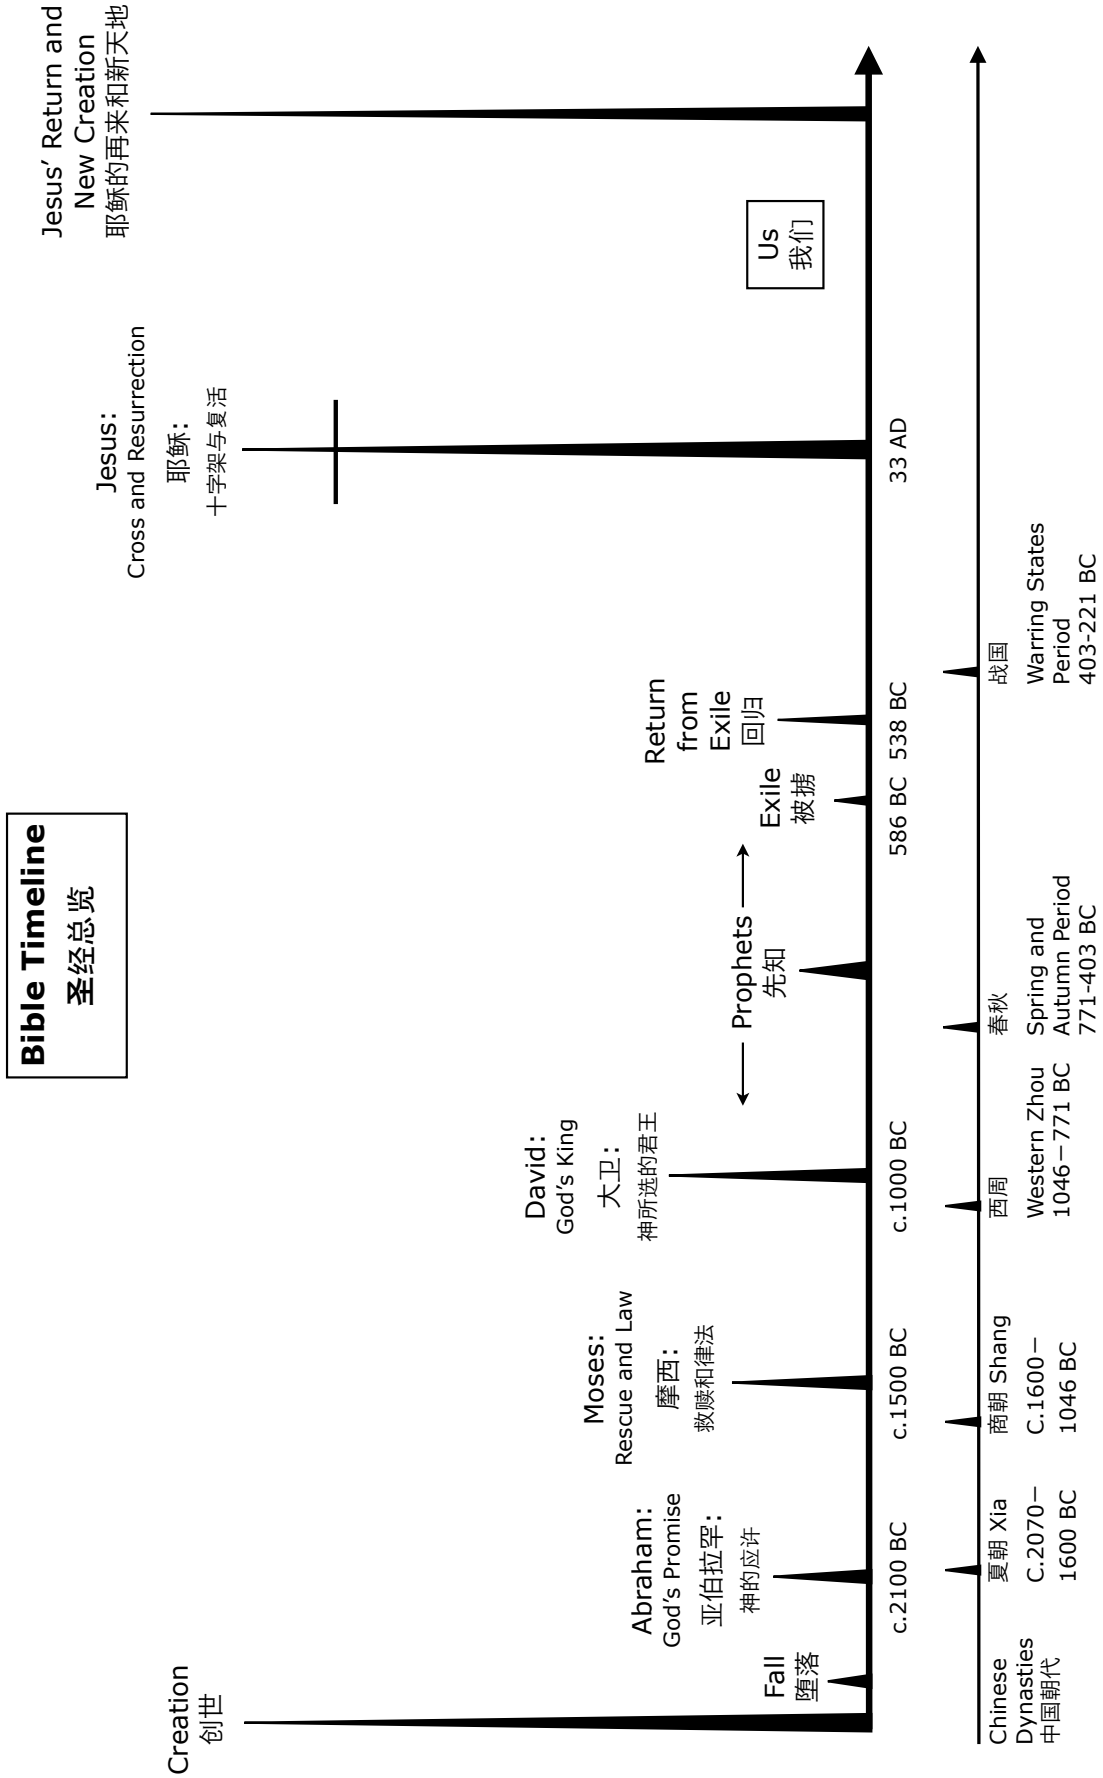 Bible Timeline
圣经总览
Creation
创世
Fall
堕落
Abraham:
God's Promise
亚伯拉罕:
神的应许
Moses:
Rescue and Law
摩西:
救赎和律法
David:
God's King
大卫:
神所选的君王
Prophets
先知
Exile
被掳
Return
from
Exile
回归
Jesus:
Cross and Resurrection
耶稣:
十字架与复活
Us
我们
Jesus’ Return and
New Creation
耶稣的再来和新天地
c.2100 BC
c.1500 BC
c.1000 BC
586 BC
538 BC
33 AD
Chinese
Dynasties
中国朝代
夏朝 Xia
C.2070—
1600 BC
商朝 Shang
C.1600—
1046 BC
西周
Western Zhou
1046—771 BC
春秋
Spring and
Autumn Period
771-403 BC
战国
Warring States
Period
403-221 BC